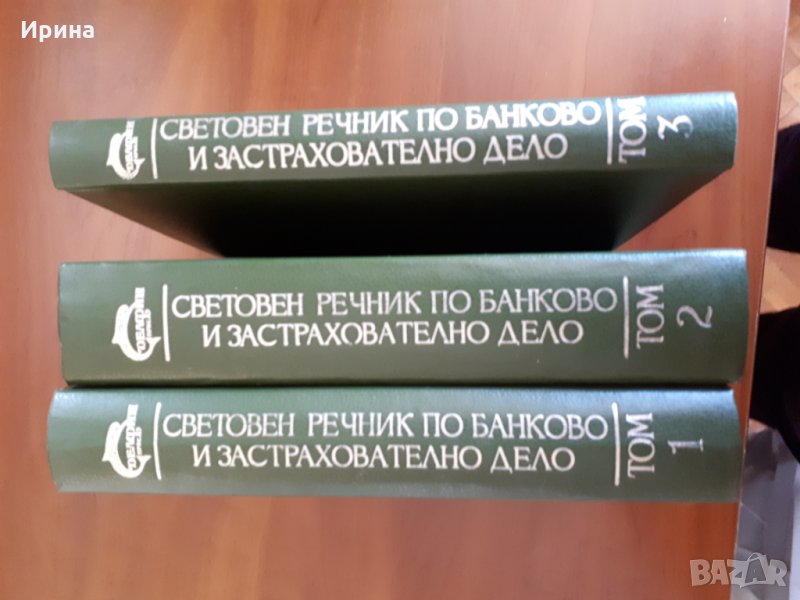 Ирина
СВЕТОВЕН РЕЧНИК ПО БАНКОВО
И ЗАСТРАХОВАТЕЛНО ДЕЛО
ТОМ
3
СВЕТОВЕН РЕЧНИК ПО БАНКОВО
И ЗАСТРАХОВАТЕЛНО ДЕЛО
ТОМ
2
СВЕТОВЕН РЕЧНИК ПО БАНКОВО
И ЗАСТРАХОВАТЕЛНО ДЕЛО
ТОМ
1
BAZAR